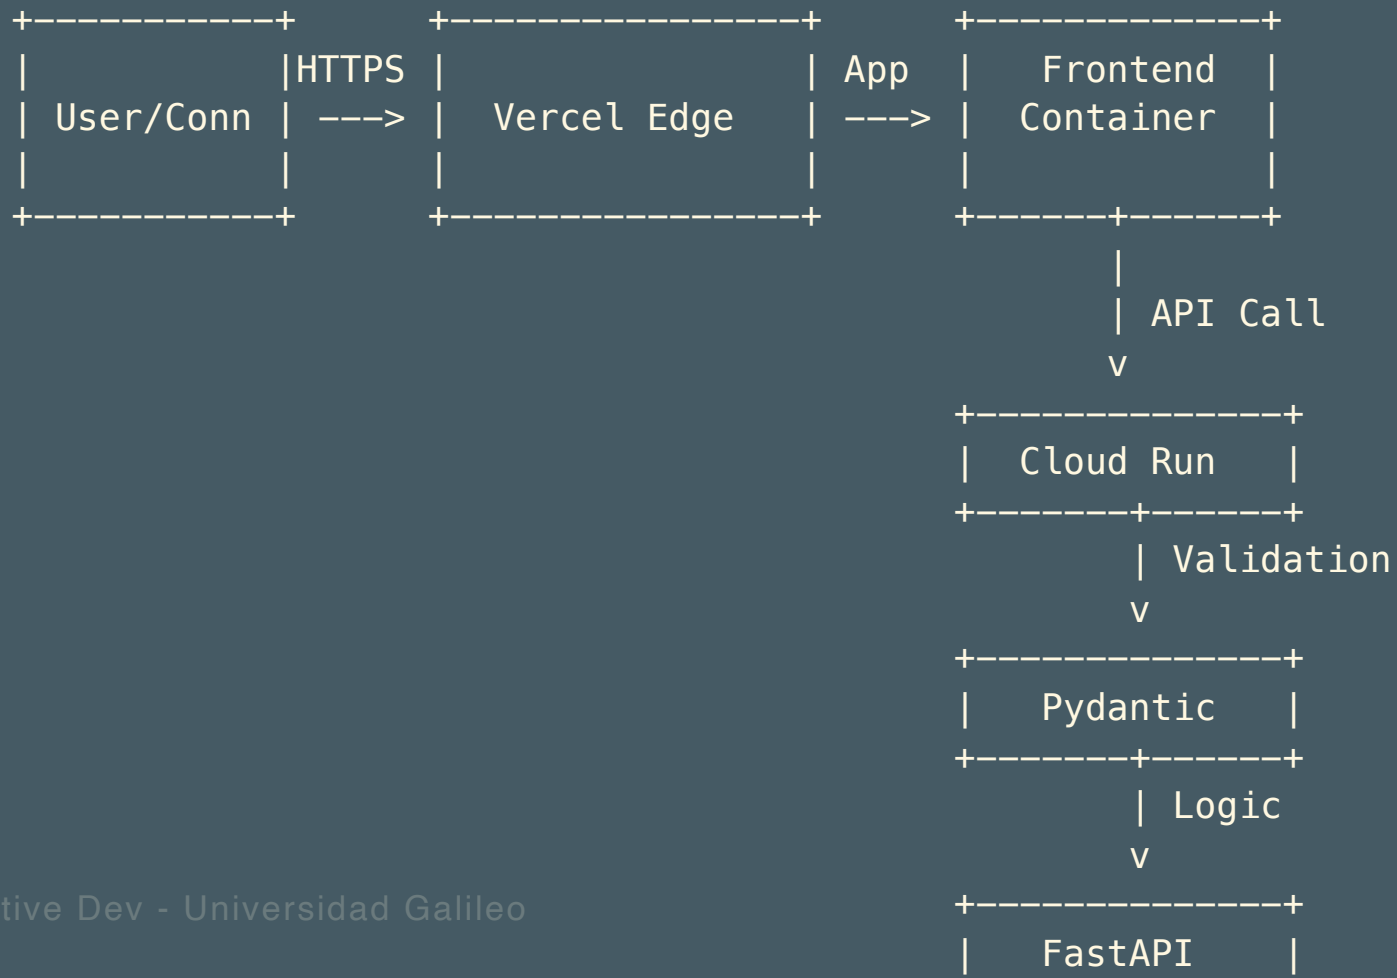 +-----------+      +----------------+      +-------------+
|           |HTTPS |                | App  |   Frontend  |
| User/Conn | ---> |  Vercel Edge   | ---> |  Container  |
|           |      |                |      |             |
+-----------+      +----------------+      +------+------+
                                                  |
                                                  | API Call
                                                  v
                                           +--------------+
                                           |  Cloud Run   |
                                           +-------+------+
                                                   | Validation
                                                   v
                                           +--------------+
                                           |   Pydantic   |
                                           +-------+------+
                                                   | Logic
                                                   v
tive Dev - Universidad Galileo
                                           +--------------+
                                           |   FastAPI    |